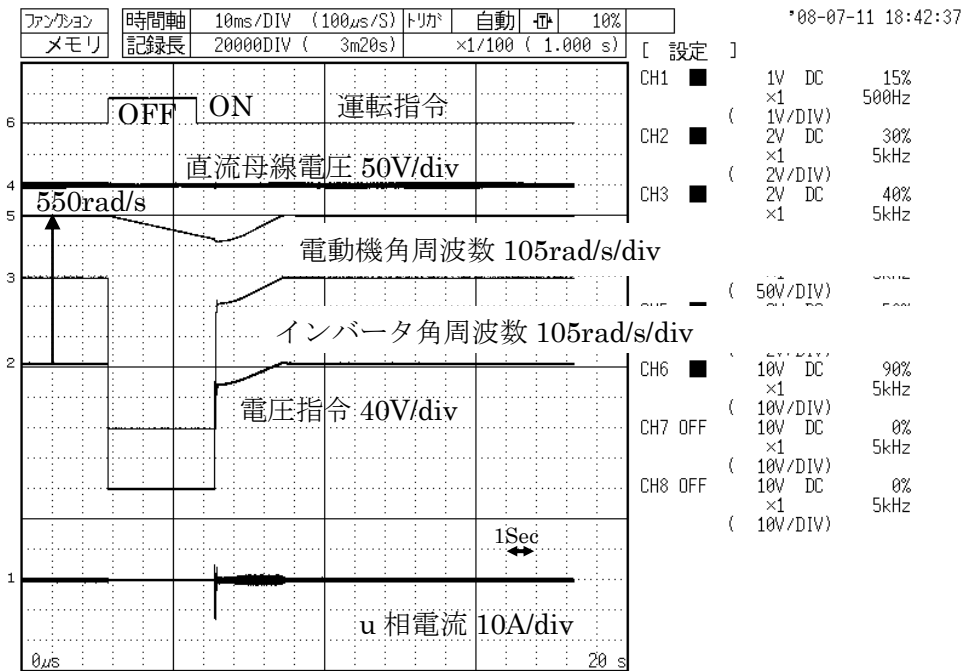 ファンクション 時間軸 10ms/DIV (100μs/S) トリガ 自動 10% '08-07-11 18:42:37
メモリ 記録長 20000DIV ( 3m20s) ×1/100 ( 1.000 s) [ 設定 ]
CH1 ■ 1V DC 15%
×1 500Hz
( 1V/DIV)
CH2 ■ 2V DC 30%
×1 5kHz
( 2V/DIV)
CH3 ■ 2V DC 40%
×1 5kHz
( 50V/DIV)
CH6 ■ 10V DC 90%
×1 5kHz
( 10V/DIV)
CH7 OFF 10V DC 0%
×1 5kHz
( 10V/DIV)
CH8 OFF 10V DC 0%
×1 5kHz
( 10V/DIV)
OFF ON 運転指令
6
直流母線電圧 50V/div
4
550rad/s
5
電動機角周波数 105rad/s/div
3
インバータ角周波数 105rad/s/div
2
電圧指令 40V/div
1Sec
1
u 相電流 10A/div
0μs 20 s